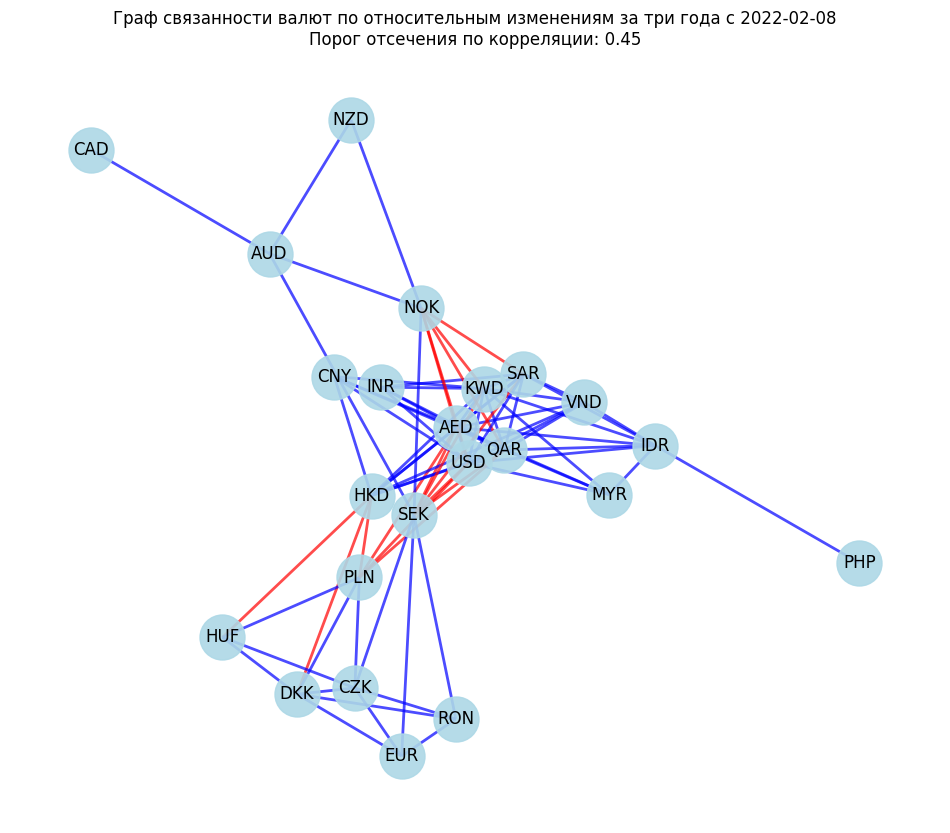 Граф связанности валют по относительным изменениям за три года с 2022-02-08
Порог отсечения по корреляции: 0.45
NZD
CAD
AUD
NOK
SAR
CNY
INR
KWD
VND
AED
IDR
QAR
USD
HKD
MYR
SEK
PHP
PLN
HUF
CZK
DKK
RON
EUR